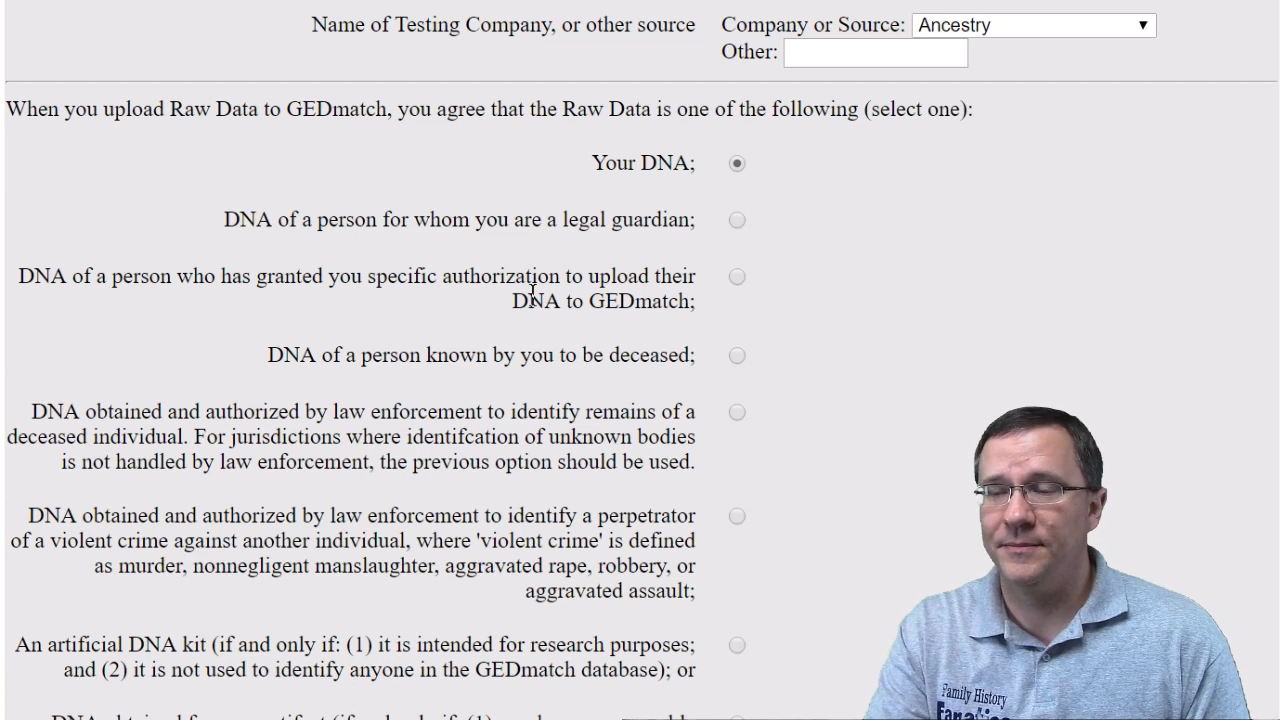 Name of Testing Company, or other source
Company or Source: Ancestry
Other:
When you upload Raw Data to GEDmatch, you agree that the Raw Data is one of the following (select one):
Your DNA;
DNA of a person for whom you are a legal guardian;
DNA of a person who has granted you specific authorization to upload their
DNA to GEDmatch;
DNA of a person known by you to be deceased;
DNA obtained and authorized by law enforcement to identify remains of a
deceased individual. For jurisdictions where identifcation of unknown bodies
is not handled by law enforcement, the previous option should be used.
DNA obtained and authorized by law enforcement to identify a perpetrator
of a violent crime against another individual, where 'violent crime' is defined
as murder, nonnegligent manslaughter, aggravated rape, robbery, or
aggravated assault;
An artificial DNA kit (if and only if: (1) it is intended for research purposes;
and (2) it is not used to identify anyone in the GEDmatch database); or
Family History
Fanatics